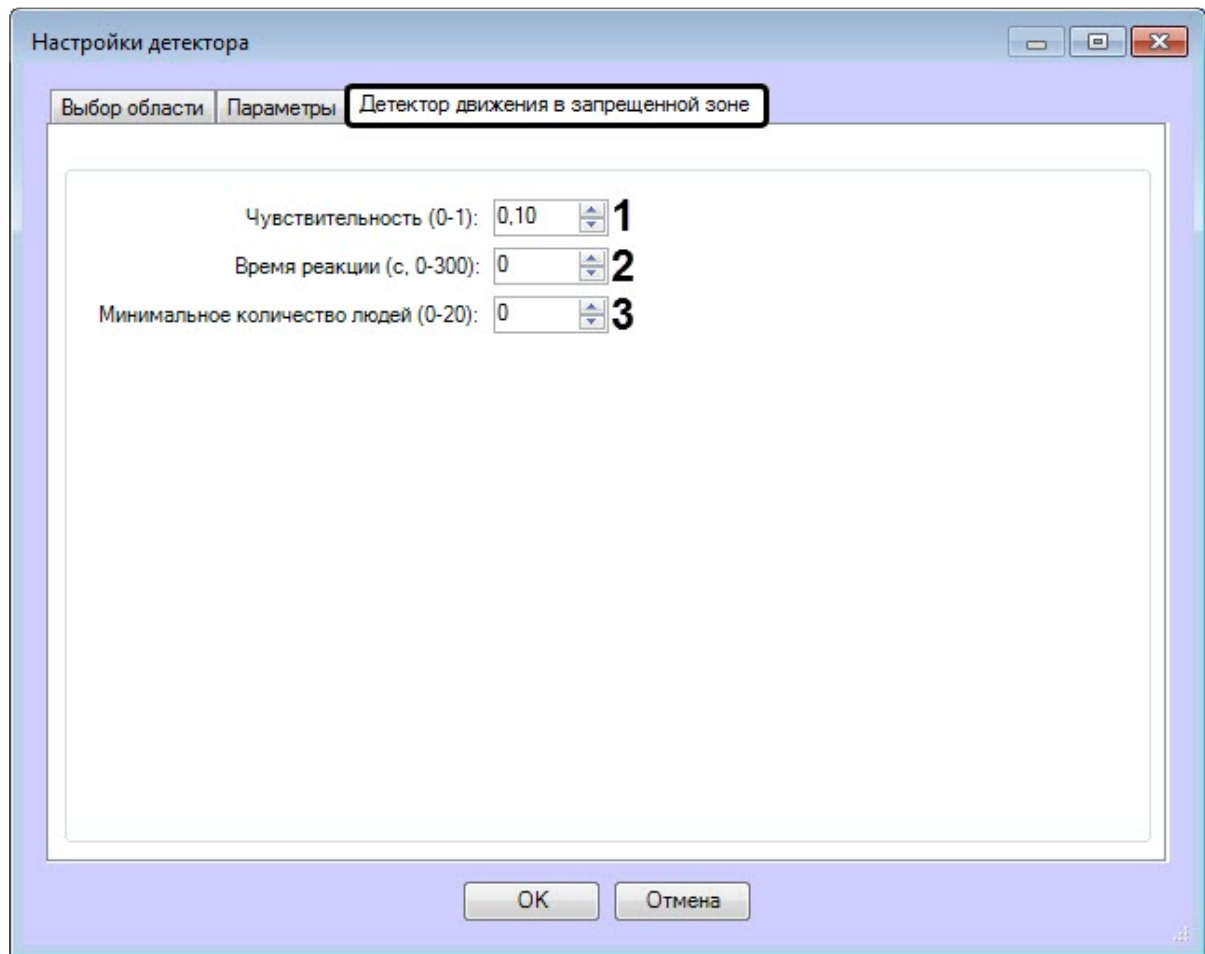 Настройки детектора
Выбор области Параметры Детектор движения в запрещенной зоне
Чувствительность (0-1): 0,10 1
Время реакции (с, 0-300): 0 2
Минимальное количество людей (0-20): 0 3
OK Отмена